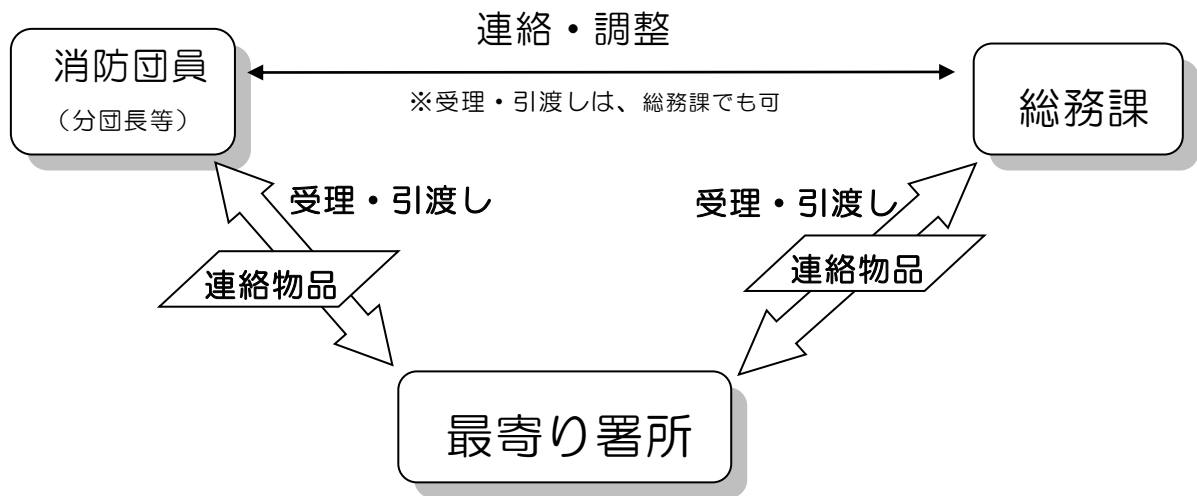 連絡・調整
消防団員
（分団長等）
※受理・引渡しは、総務課でも可
総務課
受理・引渡し
受理・引渡し
連絡物品
連絡物品
最寄り署所